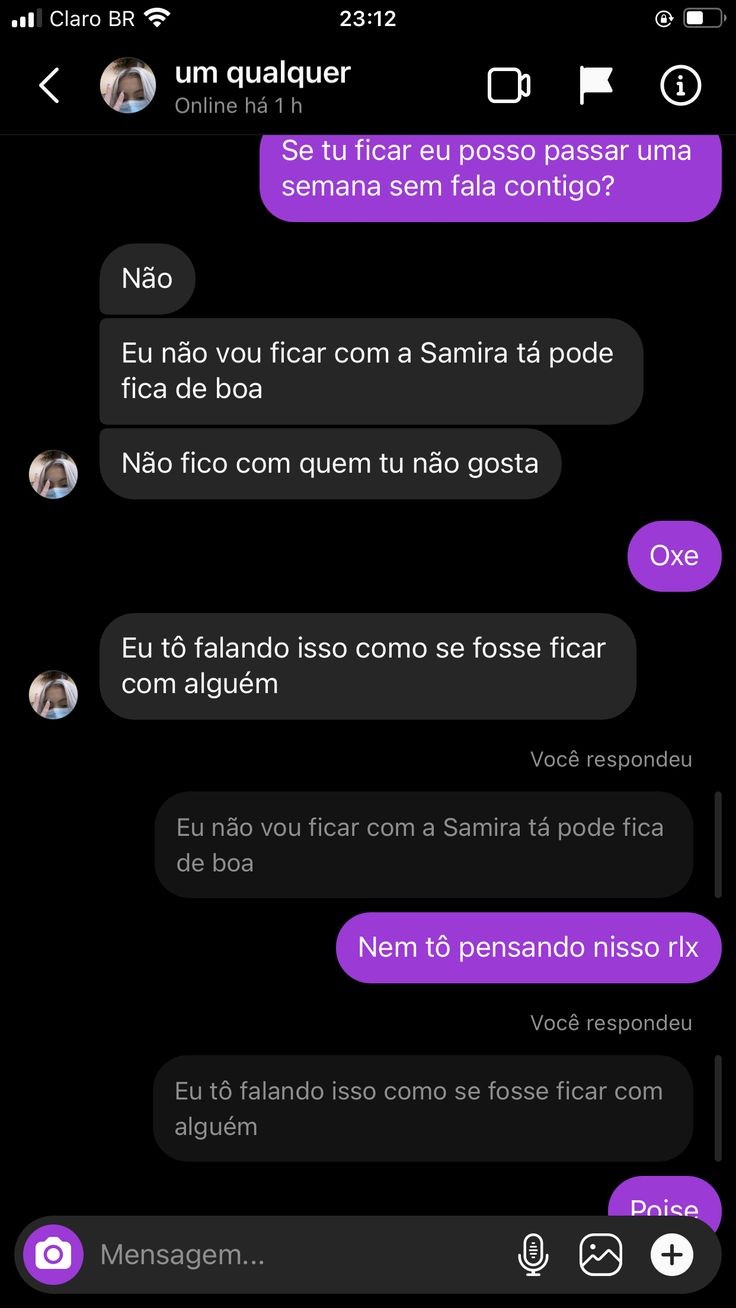 Claro BR
23:12
um qualquer
Online há 1 h
Se tu ficar eu posso passar uma
semana sem fala contigo?
Não
Eu não vou ficar com a Samira tá pode
fica de boa
Não fico com quem tu não gosta
Oxe
Eu tô falando isso como se fosse ficar
com alguém
Você respondeu
Eu não vou ficar com a Samira tá pode fica
de boa
Nem tô pensando nisso rlx
Você respondeu
Eu tô falando isso como se fosse ficar com
alguém
Poise
Mensagem...